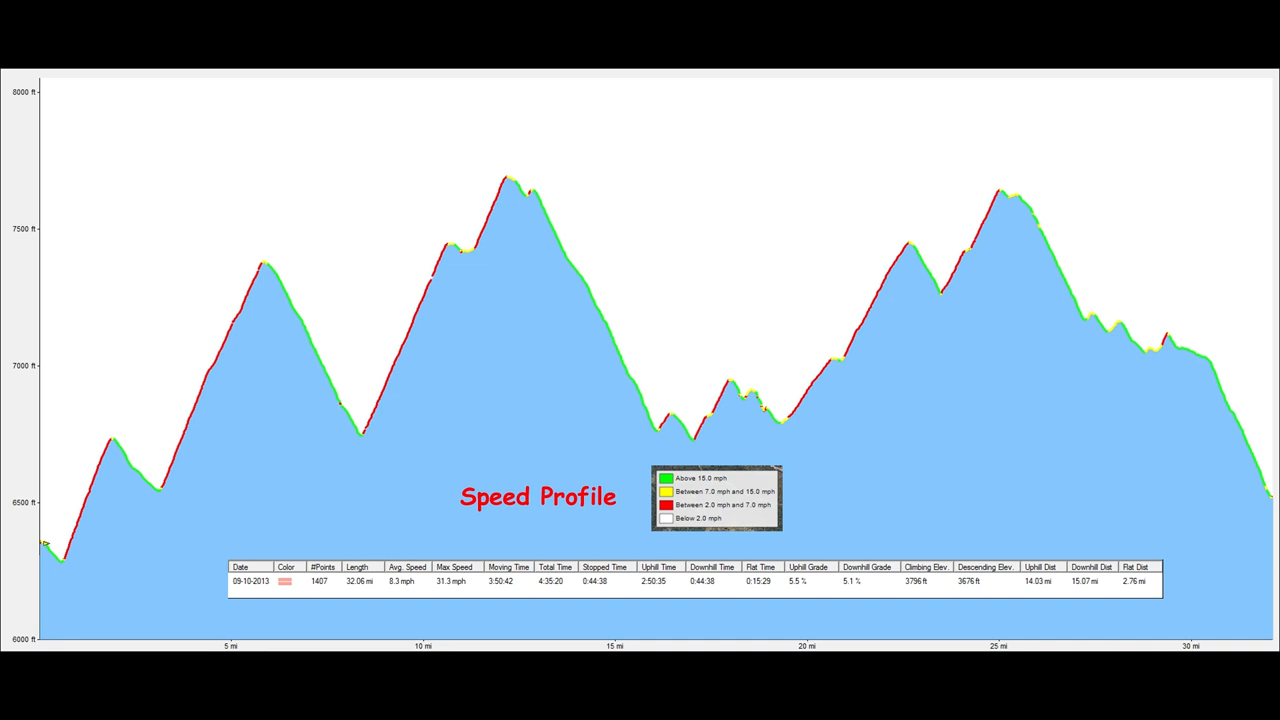 8000 ft
7500 ft
7000 ft
6500 ft
Speed Profile
Above 15.0 mph
Between 7.0 mph and 15.0 mph
Between 2.0 mph and 7.0 mph
Below 2.0 mph
Date Color #Points Length Avg. Speed Max Speed Moving Time Total Time Stopped Time Uphill Time Downhill Time Flat Time Uphill Grade Downhill Grade Climbing Elev. Descending Elev. Uphill Dist Downhill Dist Flat Dist
09-10-2013 1407 32.06 mi 8.3 mph 31.3 mph 3:50:42 4:35:20 0:44:38 2:50:35 0:44:38 0:15:29 5.5 % 5.1 % 3796 ft 3676 ft 14.03 mi 15.07 mi 2.76 mi
6000 ft
5 mi 10 mi 15 mi 20 mi 25 mi 30 mi